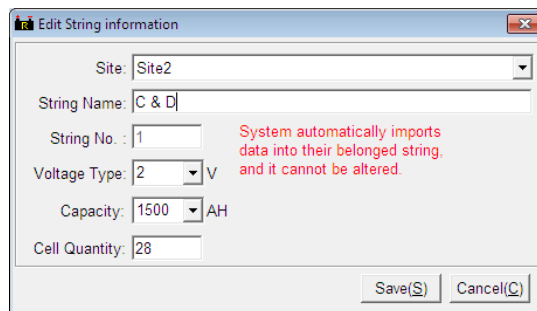 Edit String information
Site: Site2
String Name: C & D
String No. : 1
System automatically imports
data into their belonged string,
and it cannot be altered.
Voltage Type: 2 V
Capacity: 1500 AH
Cell Quantity: 28
Save(S) Cancel(C)